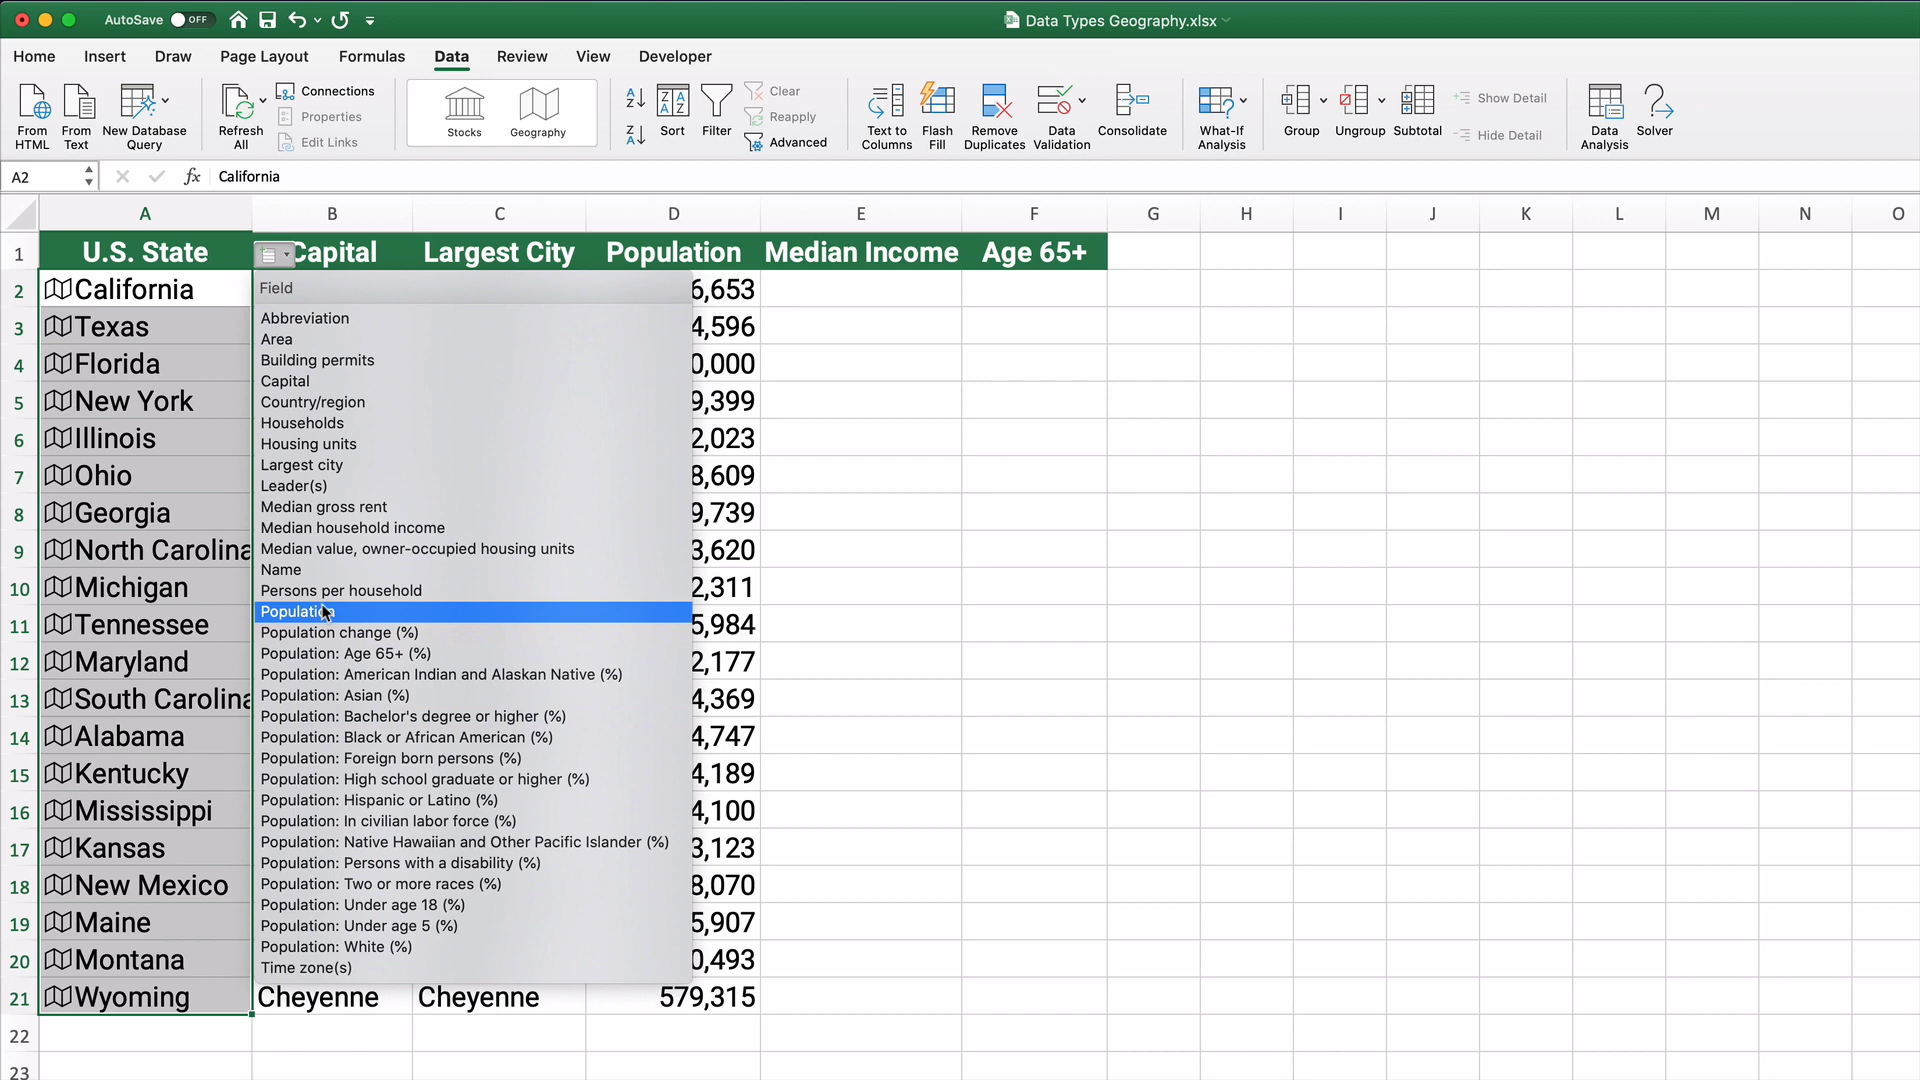 AutoSave OFF
Data Types Geography.xlsx
Home Insert Draw Page Layout Formulas Data Review View Developer
From HTML
From Text
New Database Query
Refresh All
Connections
Properties
Edit Links
Stocks
Geography
Sort
Filter
Clear
Reapply
Advanced
Text to Columns
Flash Fill
Remove Duplicates
Data Validation
Consolidate
What-If Analysis
Group
Ungroup
Subtotal
Show Detail
Hide Detail
Data Analysis
Solver
A2 fx California
A B C D E F G H I J K L M N O
1 U.S. State Capital Largest City Population Median Income Age 65+
2 California 6,653
3 Texas 4,596
4 Florida 0,000
5 New York 9,399
6 Illinois 2,023
7 Ohio 8,609
8 Georgia 9,739
9 North Carolina 3,620
10 Michigan 2,311
11 Tennessee 5,984
12 Maryland 2,177
13 South Carolina 4,369
14 Alabama 4,747
15 Kentucky 4,189
16 Mississippi 4,100
17 Kansas 3,123
18 New Mexico 8,070
19 Maine 5,907
20 Montana 0,493
21 Wyoming Cheyenne Cheyenne 579,315
22
23
Field
Abbreviation
Area
Building permits
Capital
Country/region
Households
Housing units
Largest city
Leader(s)
Median gross rent
Median household income
Median value, owner-occupied housing units
Name
Persons per household
Population
Population change (%)
Population: Age 65+ (%)
Population: American Indian and Alaskan Native (%)
Population: Asian (%)
Population: Bachelor's degree or higher (%)
Population: Black or African American (%)
Population: Foreign born persons (%)
Population: High school graduate or higher (%)
Population: Hispanic or Latino (%)
Population: In civilian labor force (%)
Population: Native Hawaiian and Other Pacific Islander (%)
Population: Persons with a disability (%)
Population: Two or more races (%)
Population: Under age 18 (%)
Population: Under age 5 (%)
Population: White (%)
Time zone(s)